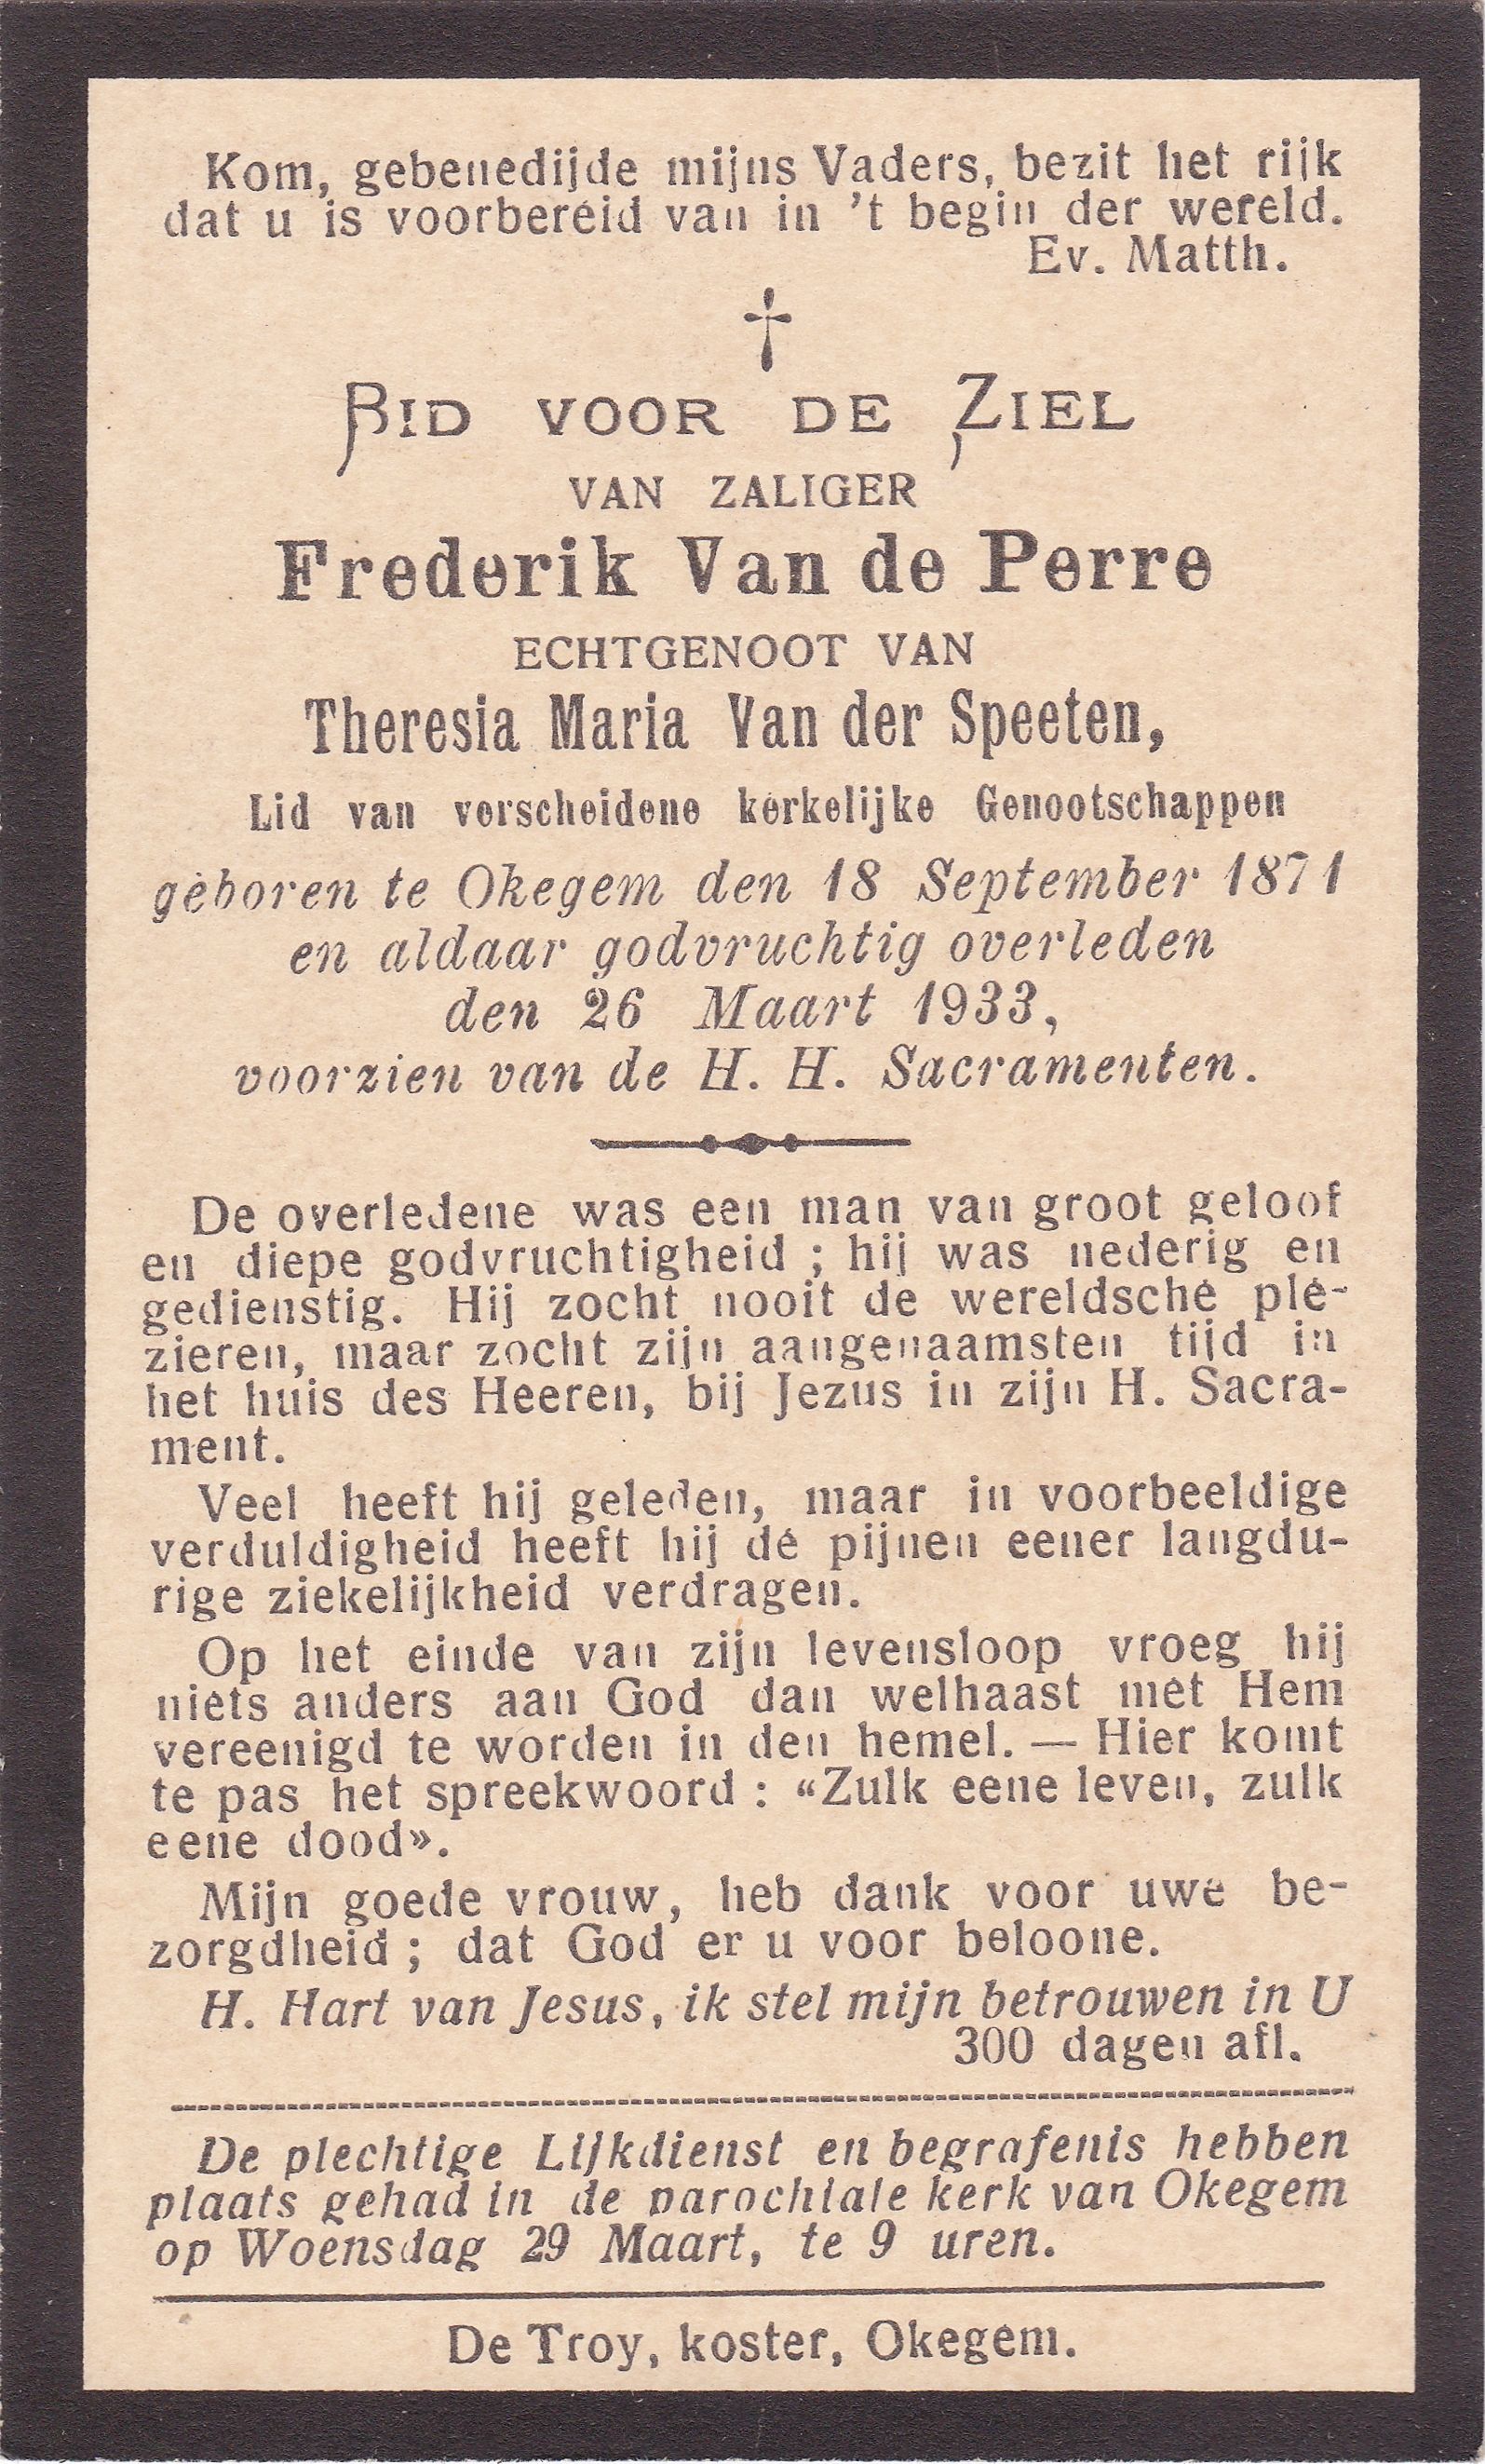 Kom, gebenedijde mijns Vaders, bezit het rijk
dat u is voorbereid van in 't begin der wereld.
Ev. Matth.
†
BID VOOR DE ZIEL
VAN ZALIGER
Frederik Van de Perre
ECHTGENOOT VAN
Theresia Maria Van der Speeten,
Lid van verscheidene kerkelijke Genootschappen
geboren te Okegem den 18 September 1871
en aldaar godvruchtig overleden
den 26 Maart 1933,
voorzien van de H. H. Sacramenten.
De overledene was een man van groot geloof
en diepe godvruchtigheid ; hij was nederig en
gedienstig. Hij zocht nooit de wereldsche ple-
zieren, maar zocht zijn aangenaamsten tijd in
het huis des Heeren, bij Jezus in zijn H. Sacra-
ment.
Veel heeft hij geleden, maar in voorbeeldige
verduldigheid heeft hij de pijnen eener langdu-
rige ziekelijkheid verdragen.
Op het einde van zijn levensloop vroeg hij
niets anders aan God dan welhaast met Hem
vereenigd te worden in den hemel. — Hier komt
te pas het spreekwoord : «Zulk eene leven, zulk
eene dood».
Mijn goede vrouw, heb dank voor uwe be-
zorgdheid ; dat God er u voor beloone.
H. Hart van Jesus, ik stel mijn betrouwen in U
300 dagen afl.
De plechtige Lijkdienst en begrafenis hebben
plaats gehad in de parochiale kerk van Okegem
op Woensdag 29 Maart, te 9 uren.
De Troy, koster, Okegem.